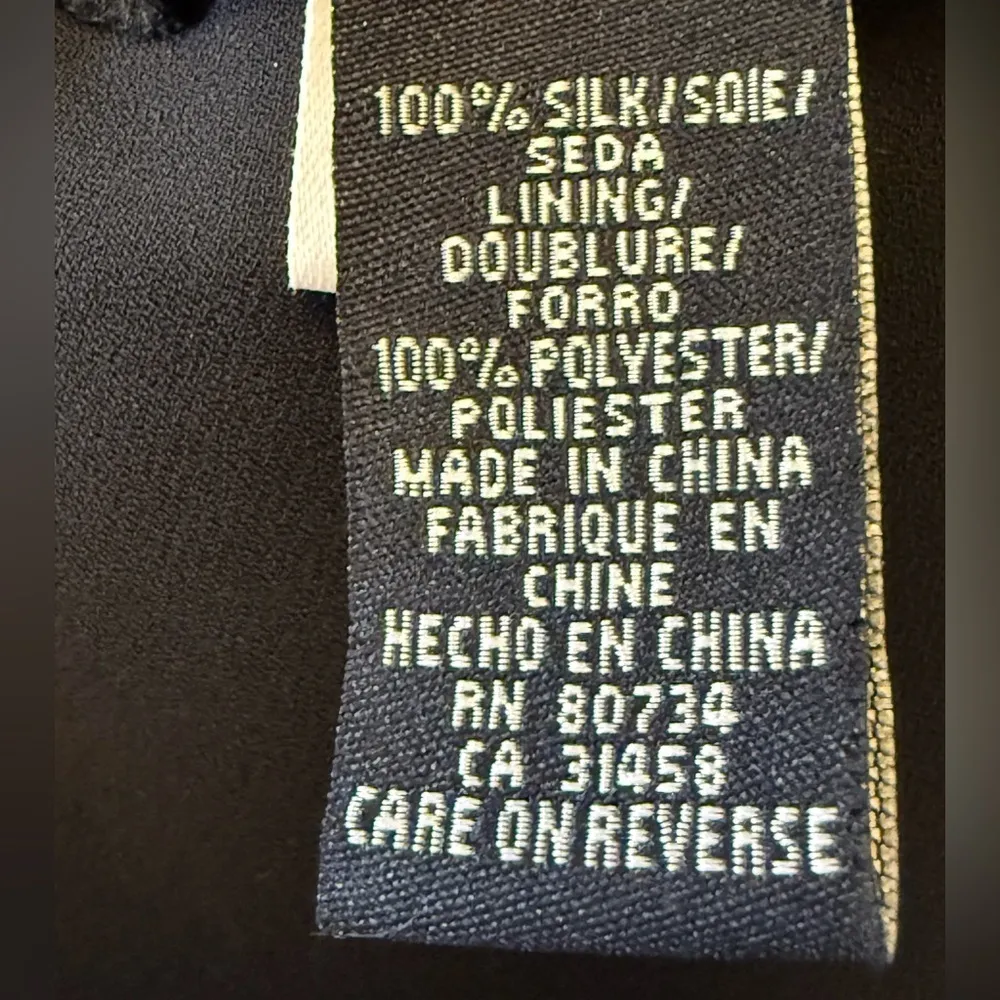 100% SILK/SOIE/
SEDA
LINING/
DOUBLURE/
FORRO
100% POLYESTER/
POLIESTER
MADE IN CHINA
FABRIQUE EN
CHINE
HECHO EN CHINA
RN 80734
CA 31458
CARE ON REVERSE